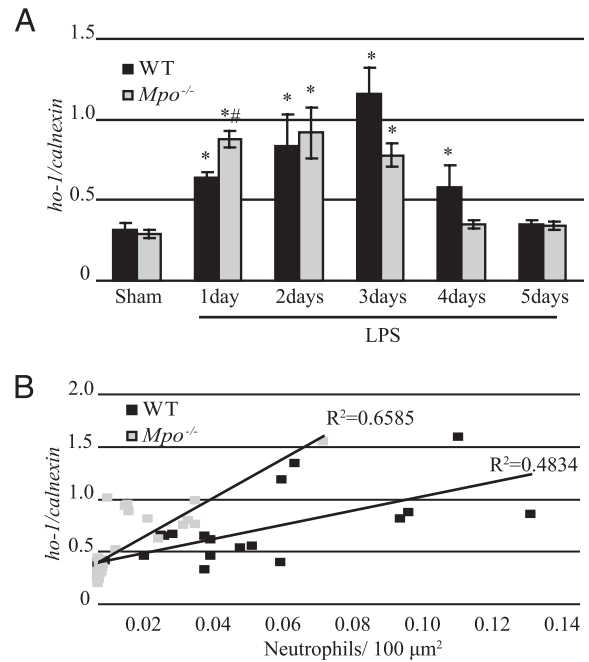 A
1.5
WT
Mpo-/-
1.0
0.5
0
ho-1/calnexin
* *# * * * * *
Sham 1day 2days 3days 4days 5days
LPS
B
2.0
WT
Mpo-/-
R²=0.6585
1.5
R²=0.4834
1.0
0.5
0
ho-1/calnexin
0.02 0.04 0.06 0.08 0.10 0.12 0.14
Neutrophils/ 100 μm²